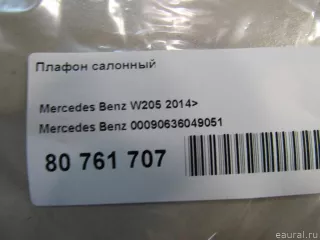 Плафон салонный
Mercedes Benz W205 2014>
Mercedes Benz 00090636049051
80 761 707
eaural.ru